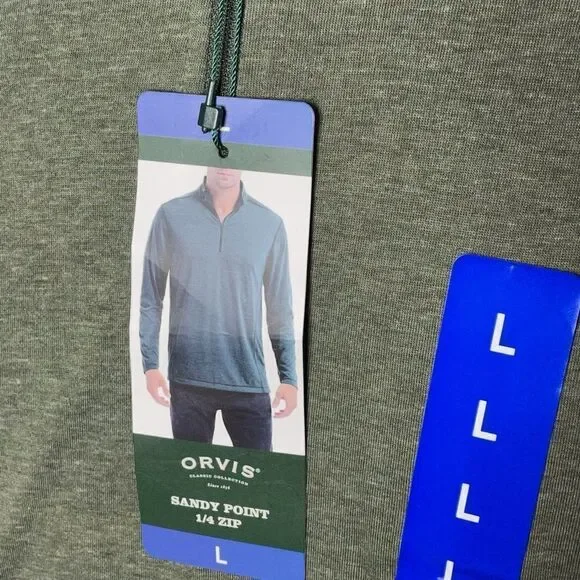 ORVIS®
CLASSIC COLLECTION
Since 1856
SANDY POINT
1/4 ZIP
L
L
L
L
L